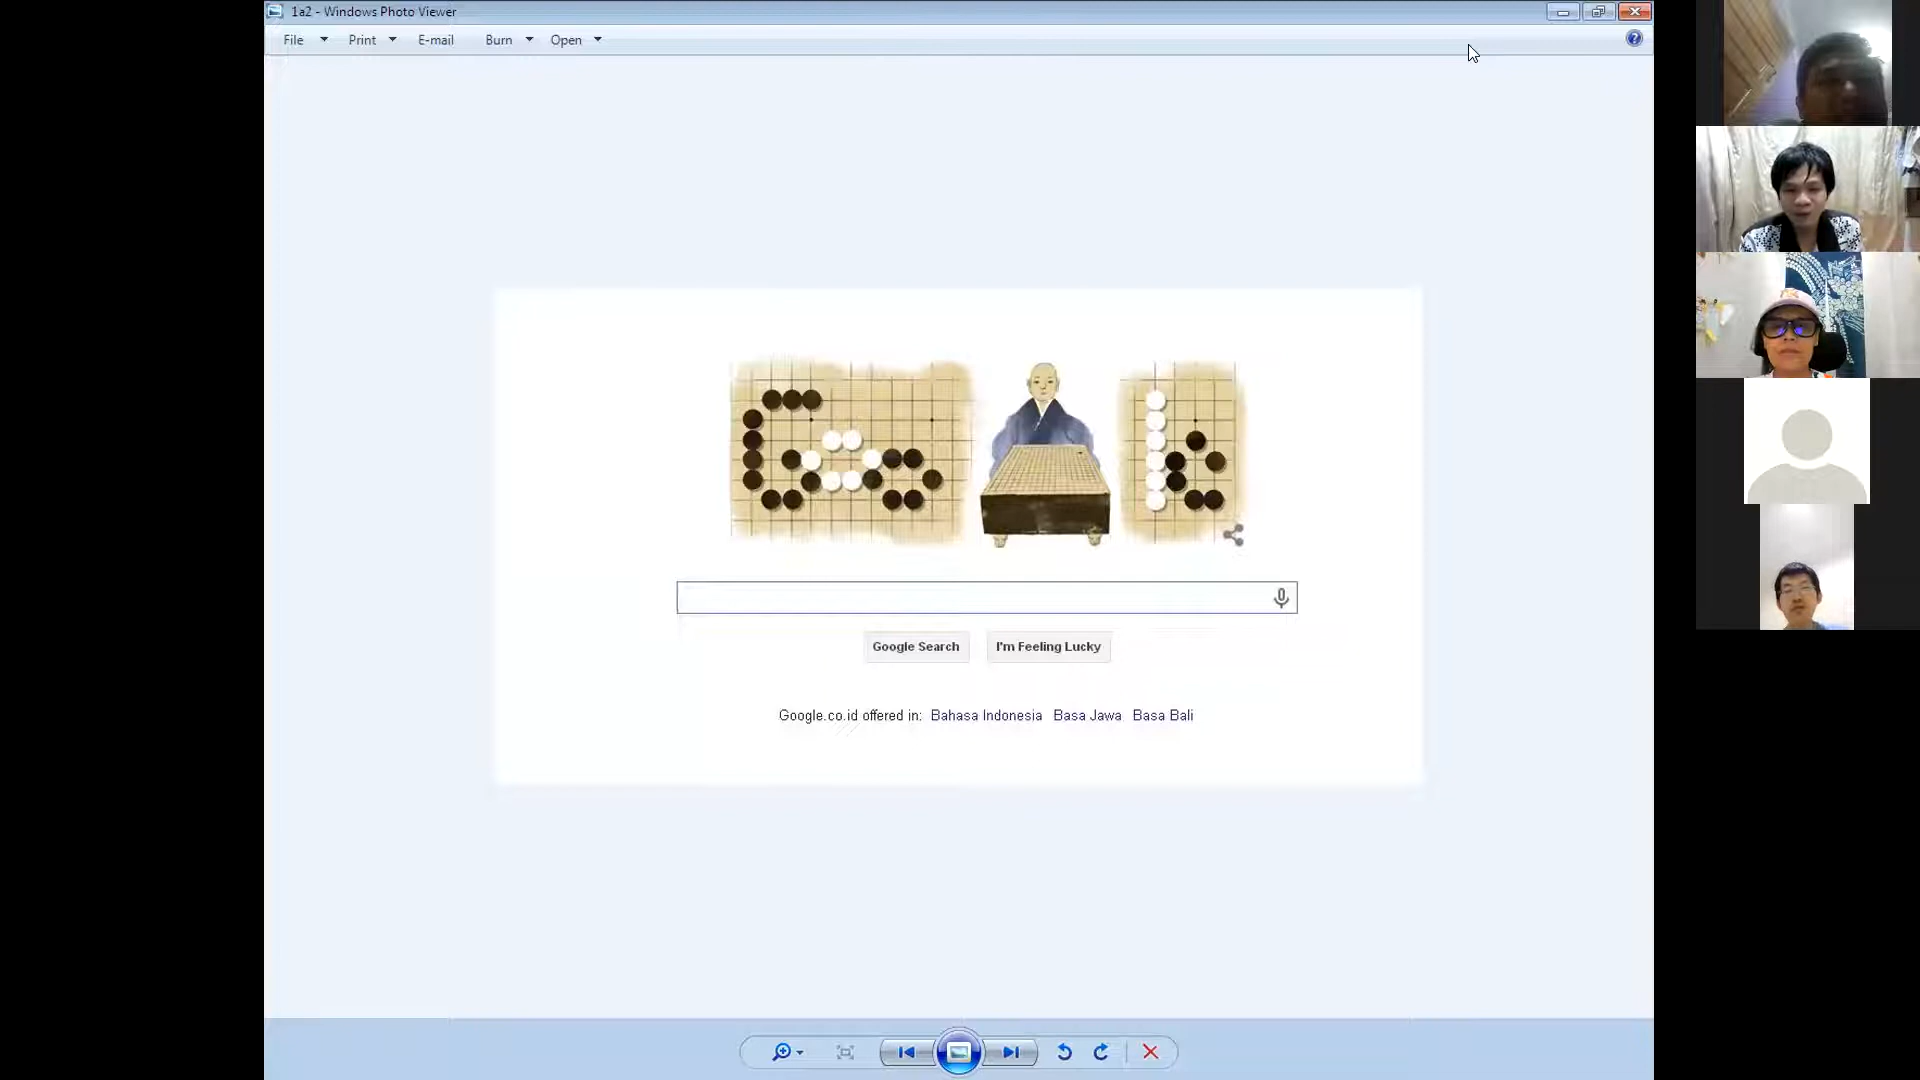 1a2 - Windows Photo Viewer
File Print E-mail Burn Open
Google Search I'm Feeling Lucky
Google.co.id offered in: Bahasa Indonesia Basa Jawa Basa Bali